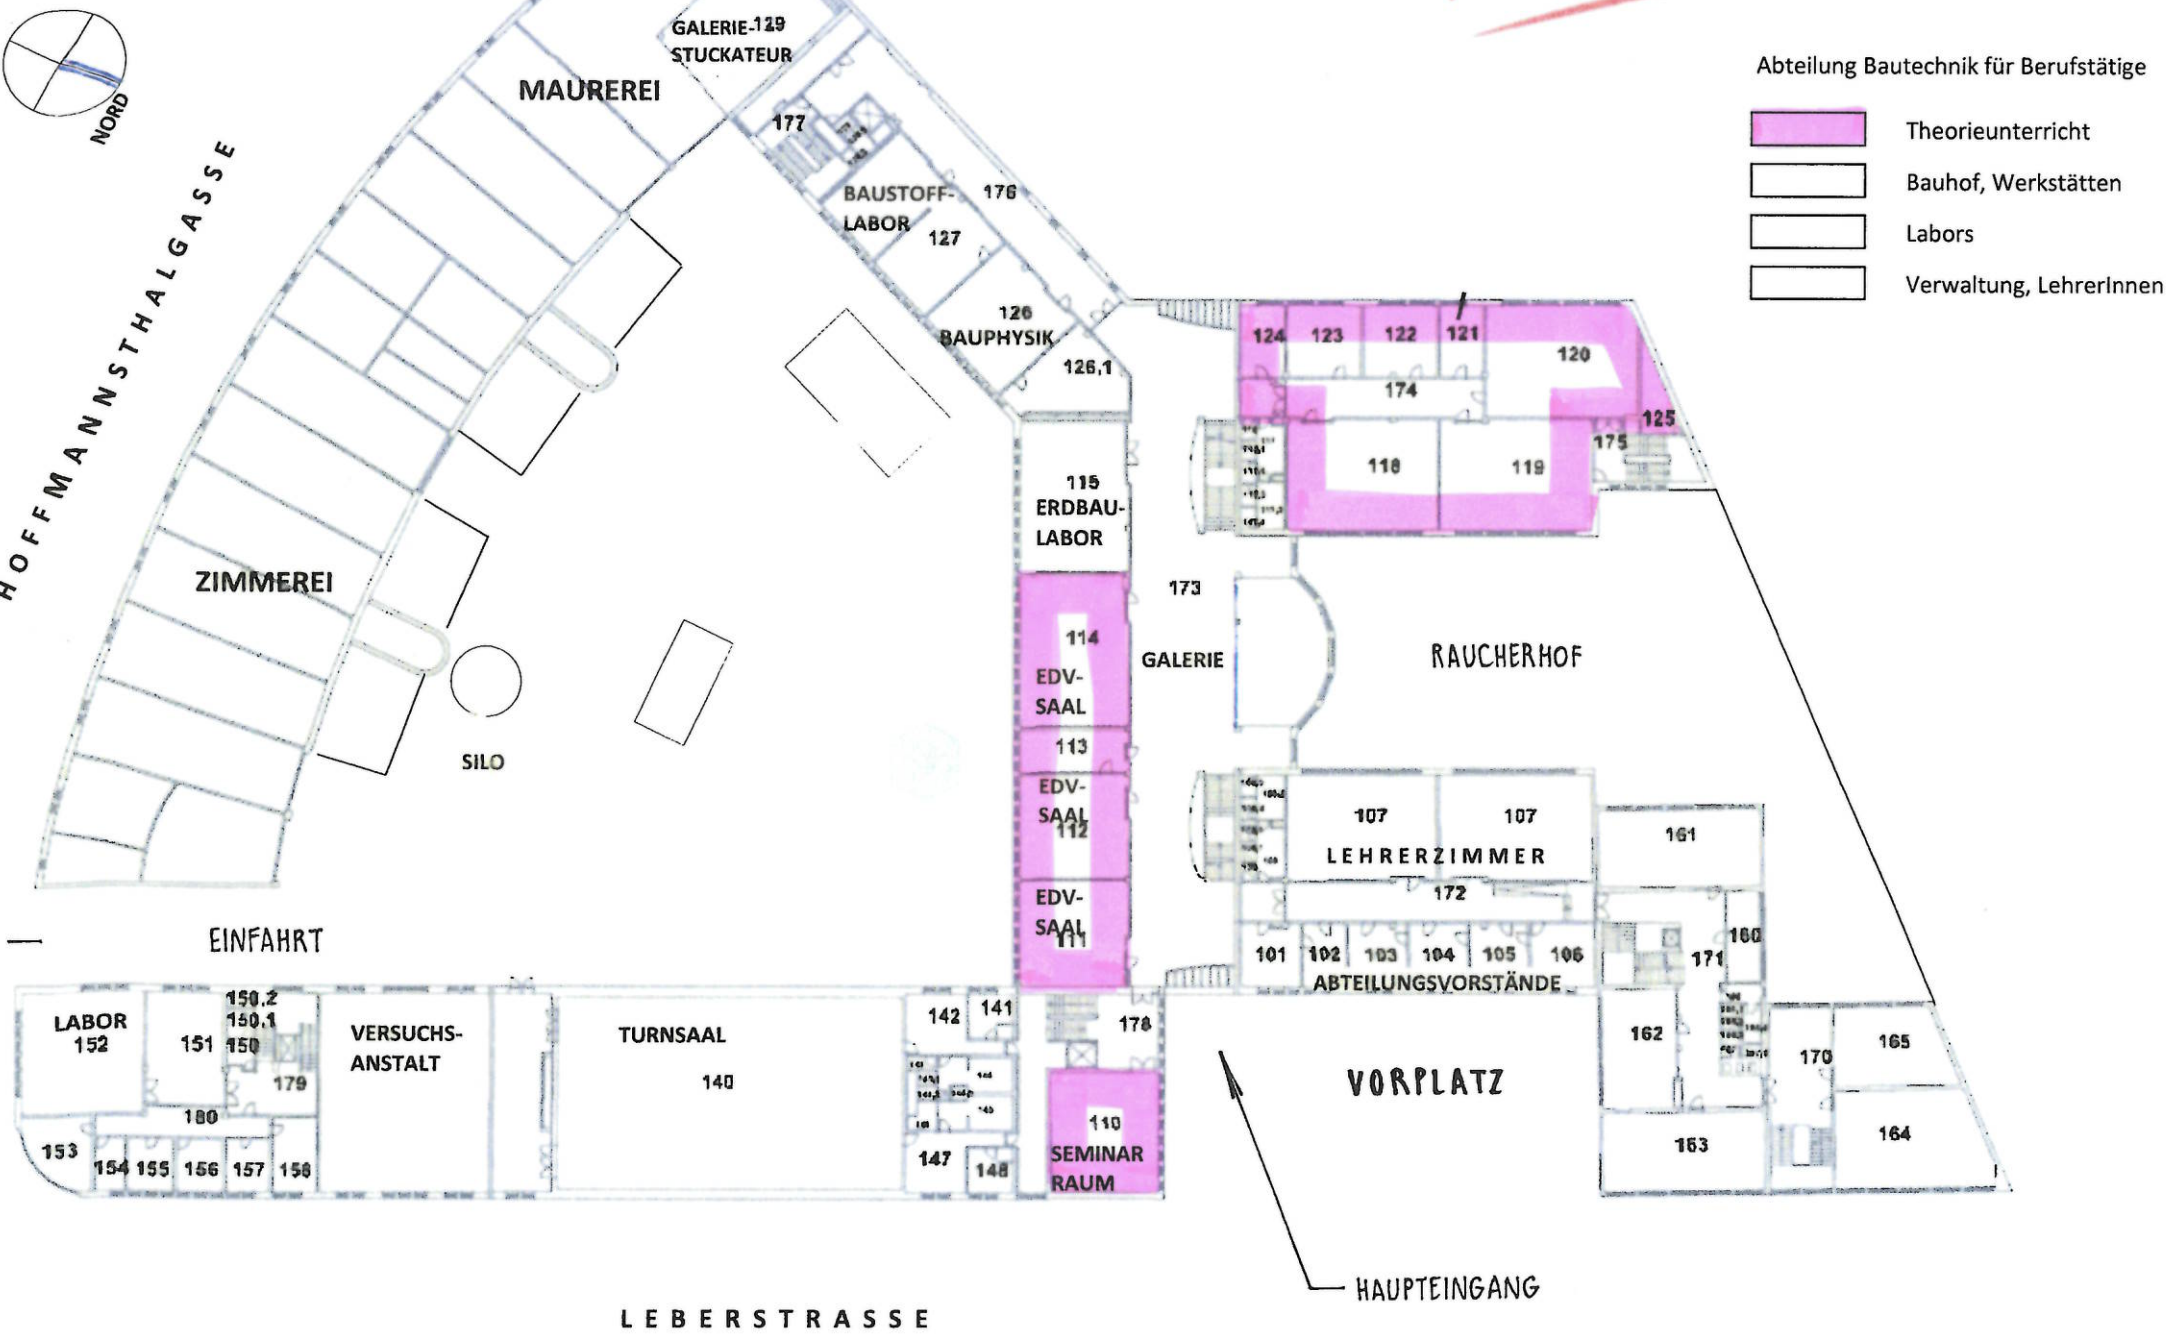 GALERIE-129
STUCKATEUR
MAUREREI
NORD
HOFFMANNSTHALGASSE
177
BAUSTOFF-
LABOR
127
176
126
BAUPHYSIK
126,1
Abteilung Bautechnik für Berufstätige
Theorieunterricht
Bauhof, Werkstätten
Labors
Verwaltung, LehrerInnen
124
123
122
121
120
174
125
175
118
119
115
ERDBAU-
LABOR
ZIMMEREI
SILO
114
EDV-
SAAL
113
EDV-
SAAL
112
EDV-
SAAL
111
173
GALERIE
RAUCHERHOF
107
107
LEHRERZIMMER
161
172
101
102
103
104
105
106
ABTEILUNGSVORSTÄNDE
160
171
162
163
170
165
164
EINFAHRT
LABOR
152
151
150,2
150,1
150
179
180
153
154
155
156
157
158
VERSUCHS-
ANSTALT
TURNSAAL
140
142
141
147
148
178
110
SEMINAR
RAUM
VORPLATZ
HAUPTEINGANG
LEBERSTRASSE